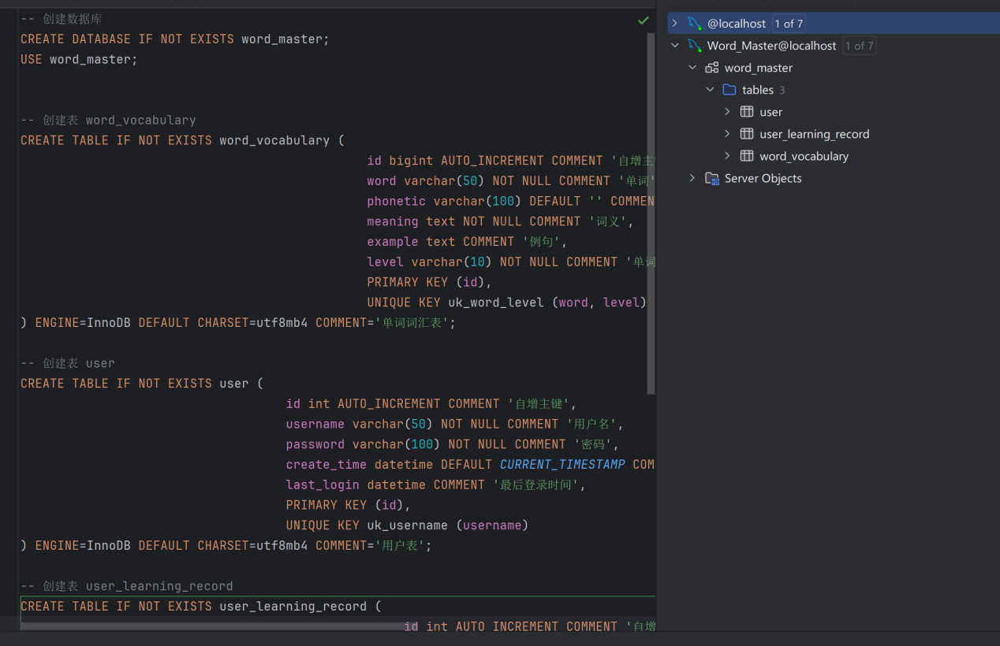 -- 创建数据库
CREATE DATABASE IF NOT EXISTS word_master;
USE word_master;
-- 创建表 word_vocabulary
CREATE TABLE IF NOT EXISTS word_vocabulary (
id bigint AUTO_INCREMENT COMMENT '自增主
word varchar(50) NOT NULL COMMENT '单词'
phonetic varchar(100) DEFAULT '' COMMEN
meaning text NOT NULL COMMENT '词义',
example text COMMENT '例句',
level varchar(10) NOT NULL COMMENT '单词
PRIMARY KEY (id),
UNIQUE KEY uk_word_level (word, level)
) ENGINE=InnoDB DEFAULT CHARSET=utf8mb4 COMMENT='单词词汇表';
-- 创建表 user
CREATE TABLE IF NOT EXISTS user (
id int AUTO_INCREMENT COMMENT '自增主键',
username varchar(50) NOT NULL COMMENT '用户名',
password varchar(100) NOT NULL COMMENT '密码',
create_time datetime DEFAULT CURRENT_TIMESTAMP COM
last_login datetime COMMENT '最后登录时间',
PRIMARY KEY (id),
UNIQUE KEY uk_username (username)
) ENGINE=InnoDB DEFAULT CHARSET=utf8mb4 COMMENT='用户表';
-- 创建表 user_learning_record
CREATE TABLE IF NOT EXISTS user_learning_record (
id int AUTO_INCREMENT COMMENT '自增
@localhost 1 of 7
Word_Master@localhost 1 of 7
word_master
tables 3
user
user_learning_record
word_vocabulary
Server Objects